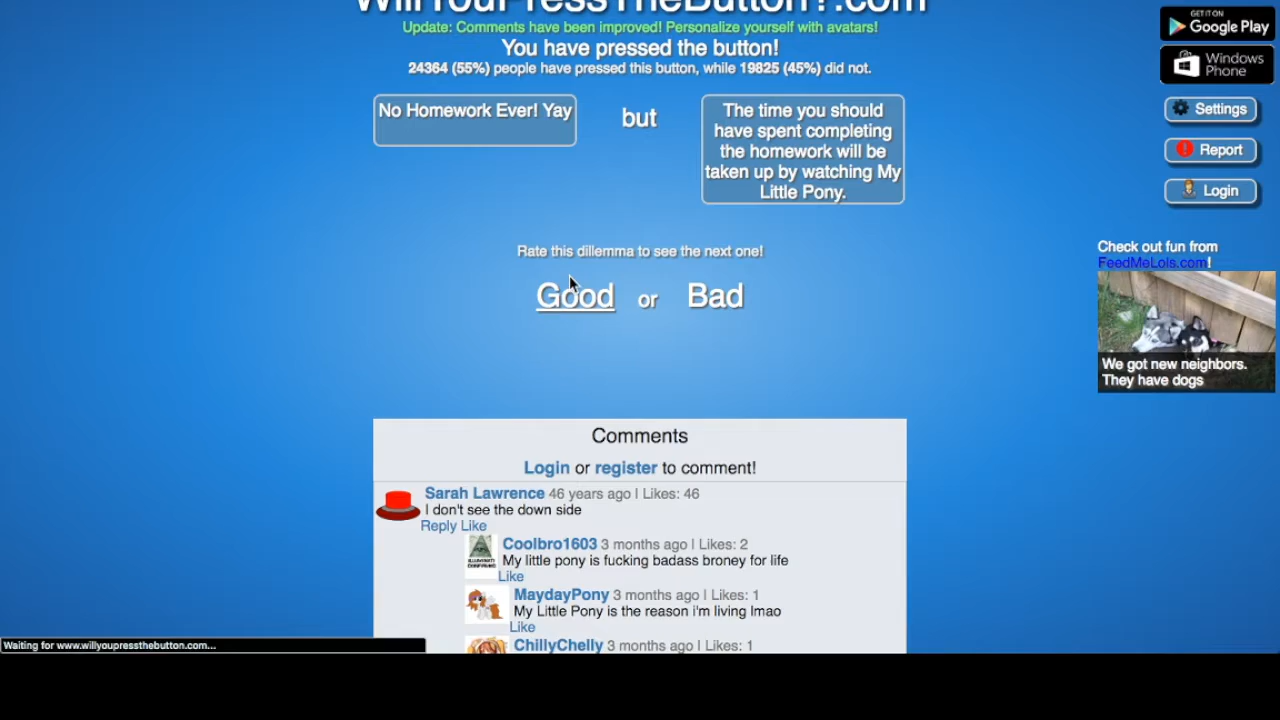 WillYouPressTheButton?.com
Update: Comments have been improved! Personalize yourself with avatars!
You have pressed the button!
24364 (55%) people have pressed this button, while 19825 (45%) did not.
No Homework Ever! Yay
but
The time you should
have spent completing
the homework will be
taken up by watching My
Little Pony.
Rate this dillemma to see the next one!
Good or Bad
GET IT ON
Google Play
Windows
Phone
Settings
Report
Login
Check out fun from
FeedMeLols.com!
We got new neighbors.
They have dogs
Comments
Login or register to comment!
Sarah Lawrence 46 years ago | Likes: 46
I don't see the down side
Reply Like
Coolbro1603 3 months ago | Likes: 2
My little pony is fucking badass broney for life
Like
MaydayPony 3 months ago | Likes: 1
My Little Pony is the reason i'm living lmao
Like
ChillyChelly 3 months ago | Likes: 1
Waiting for www.willyoupressthebutton.com...